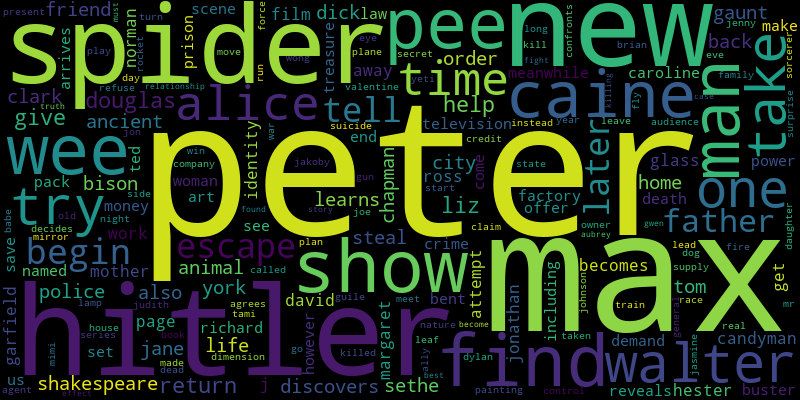 present friend scene film dick law turn gaunt
spider pee new
arrives norman rocket must prison treasure eye plane back make jenny eve sorcerer
clark douglas alice time order meanwhile caroline
give ancient tell help caine man take
wee television city ross
try ted pack bison money night identity suicide war end chapman learns liz
jon win company woman art jakoby gun joe story found
peter
secret yeti kill long fight brian confronts killing leave fly audience family surprise
instead year credit state factory offer start later glass power home death case
one father
old side work see
begin escape show max
babe save mirror decides named mother animal plan claim attempt
owner aubrey gwen daughter
becomes lead dog fire supply tom race get mr
hitler
police also york david bent guile meet
lamp called judith agrees tami
garfield page richard however nature leaf become
us house series book life go killed wally best dylan
set jane made dead mimi dimension
find walter
jonathan including johnson train taken painting control
demand candyman general real jasmine
agent shakespeare return j discovers margaret sethe reveals hester buster
relationship truth play day move run force valentine wong refuse steal crime come